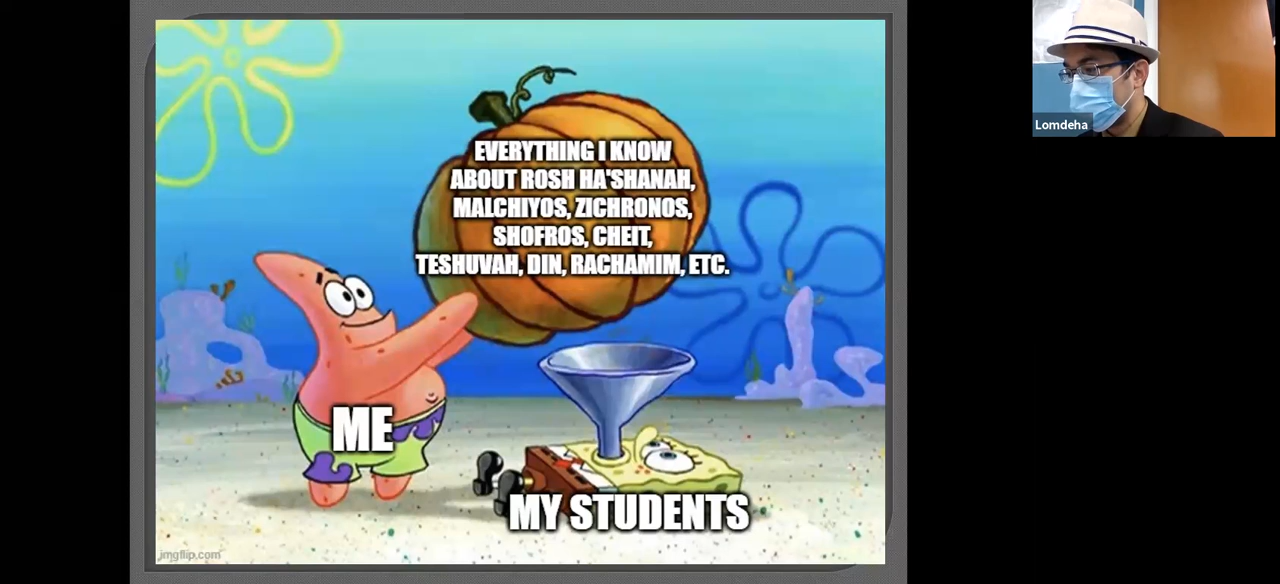 EVERYTHING I KNOW
ABOUT ROSH HA'SHANAH,
MALCHIYOS, ZICHRONOS,
SHOFROS, CHEIT,
TESHUVAH, DIN, RACHAMIM, ETC.
ME
MY STUDENTS
imgflip.com
Lomdeha